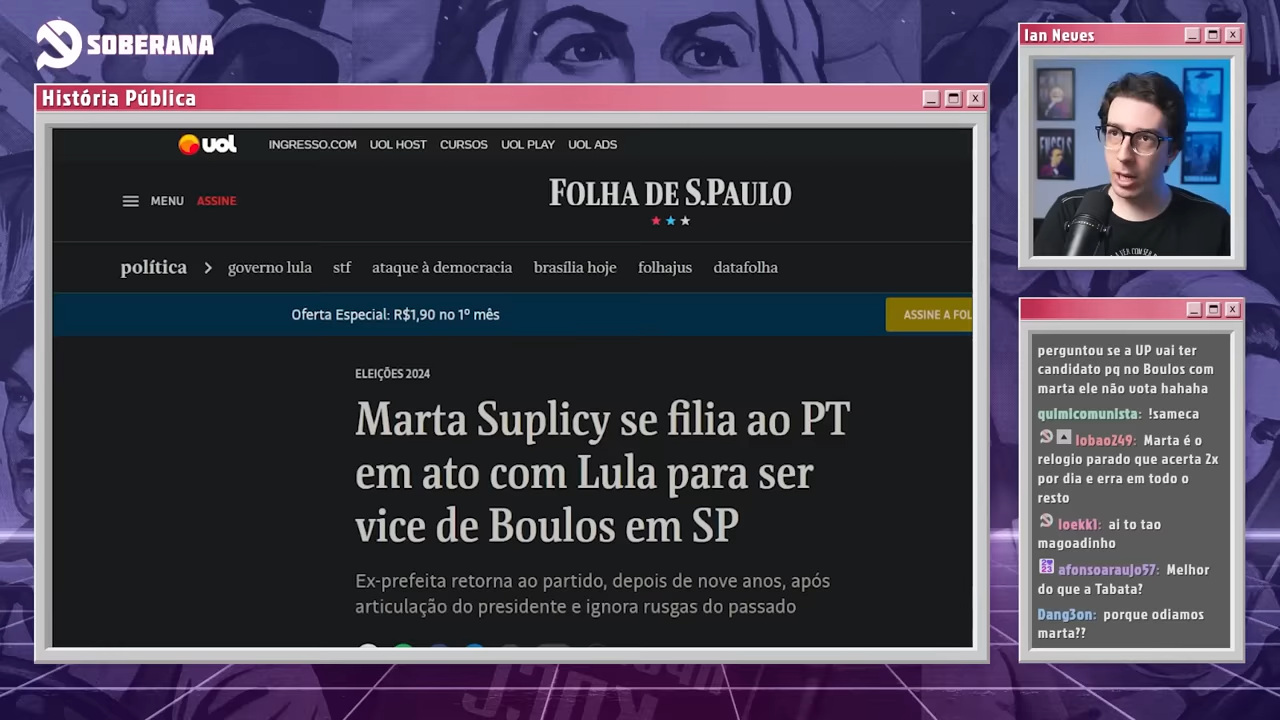 SOBERANA
História Pública
UOL
INGRESSO.COM UOL HOST CURSOS UOL PLAY UOL ADS
MENU ASSINE
FOLHA DE S.PAULO
política governo lula stf ataque à democracia brasília hoje folhajus datafolha
Oferta Especial: R$1,90 no 1º mês
ASSINE A FOL
ELEIÇÕES 2024
Marta Suplicy se filia ao PT
em ato com Lula para ser
vice de Boulos em SP
Ex-prefeita retorna ao partido, depois de nove anos, após
articulação do presidente e ignora rusgas do passado
Ian Neves
ENGELS
SOBERANA
perguntou se a UP vai ter
candidato pq no Boulos com
marta ele não vota hahaha
quimicomunista: !sameca
lobao249: Marta é o
relogio parado que acerta 2x
por dia e erra em todo o
resto
loekk1: ai to tao
magoadinho
afonsoaraujo57: Melhor
do que a Tabata?
Dang3on: porque odiamos
marta??